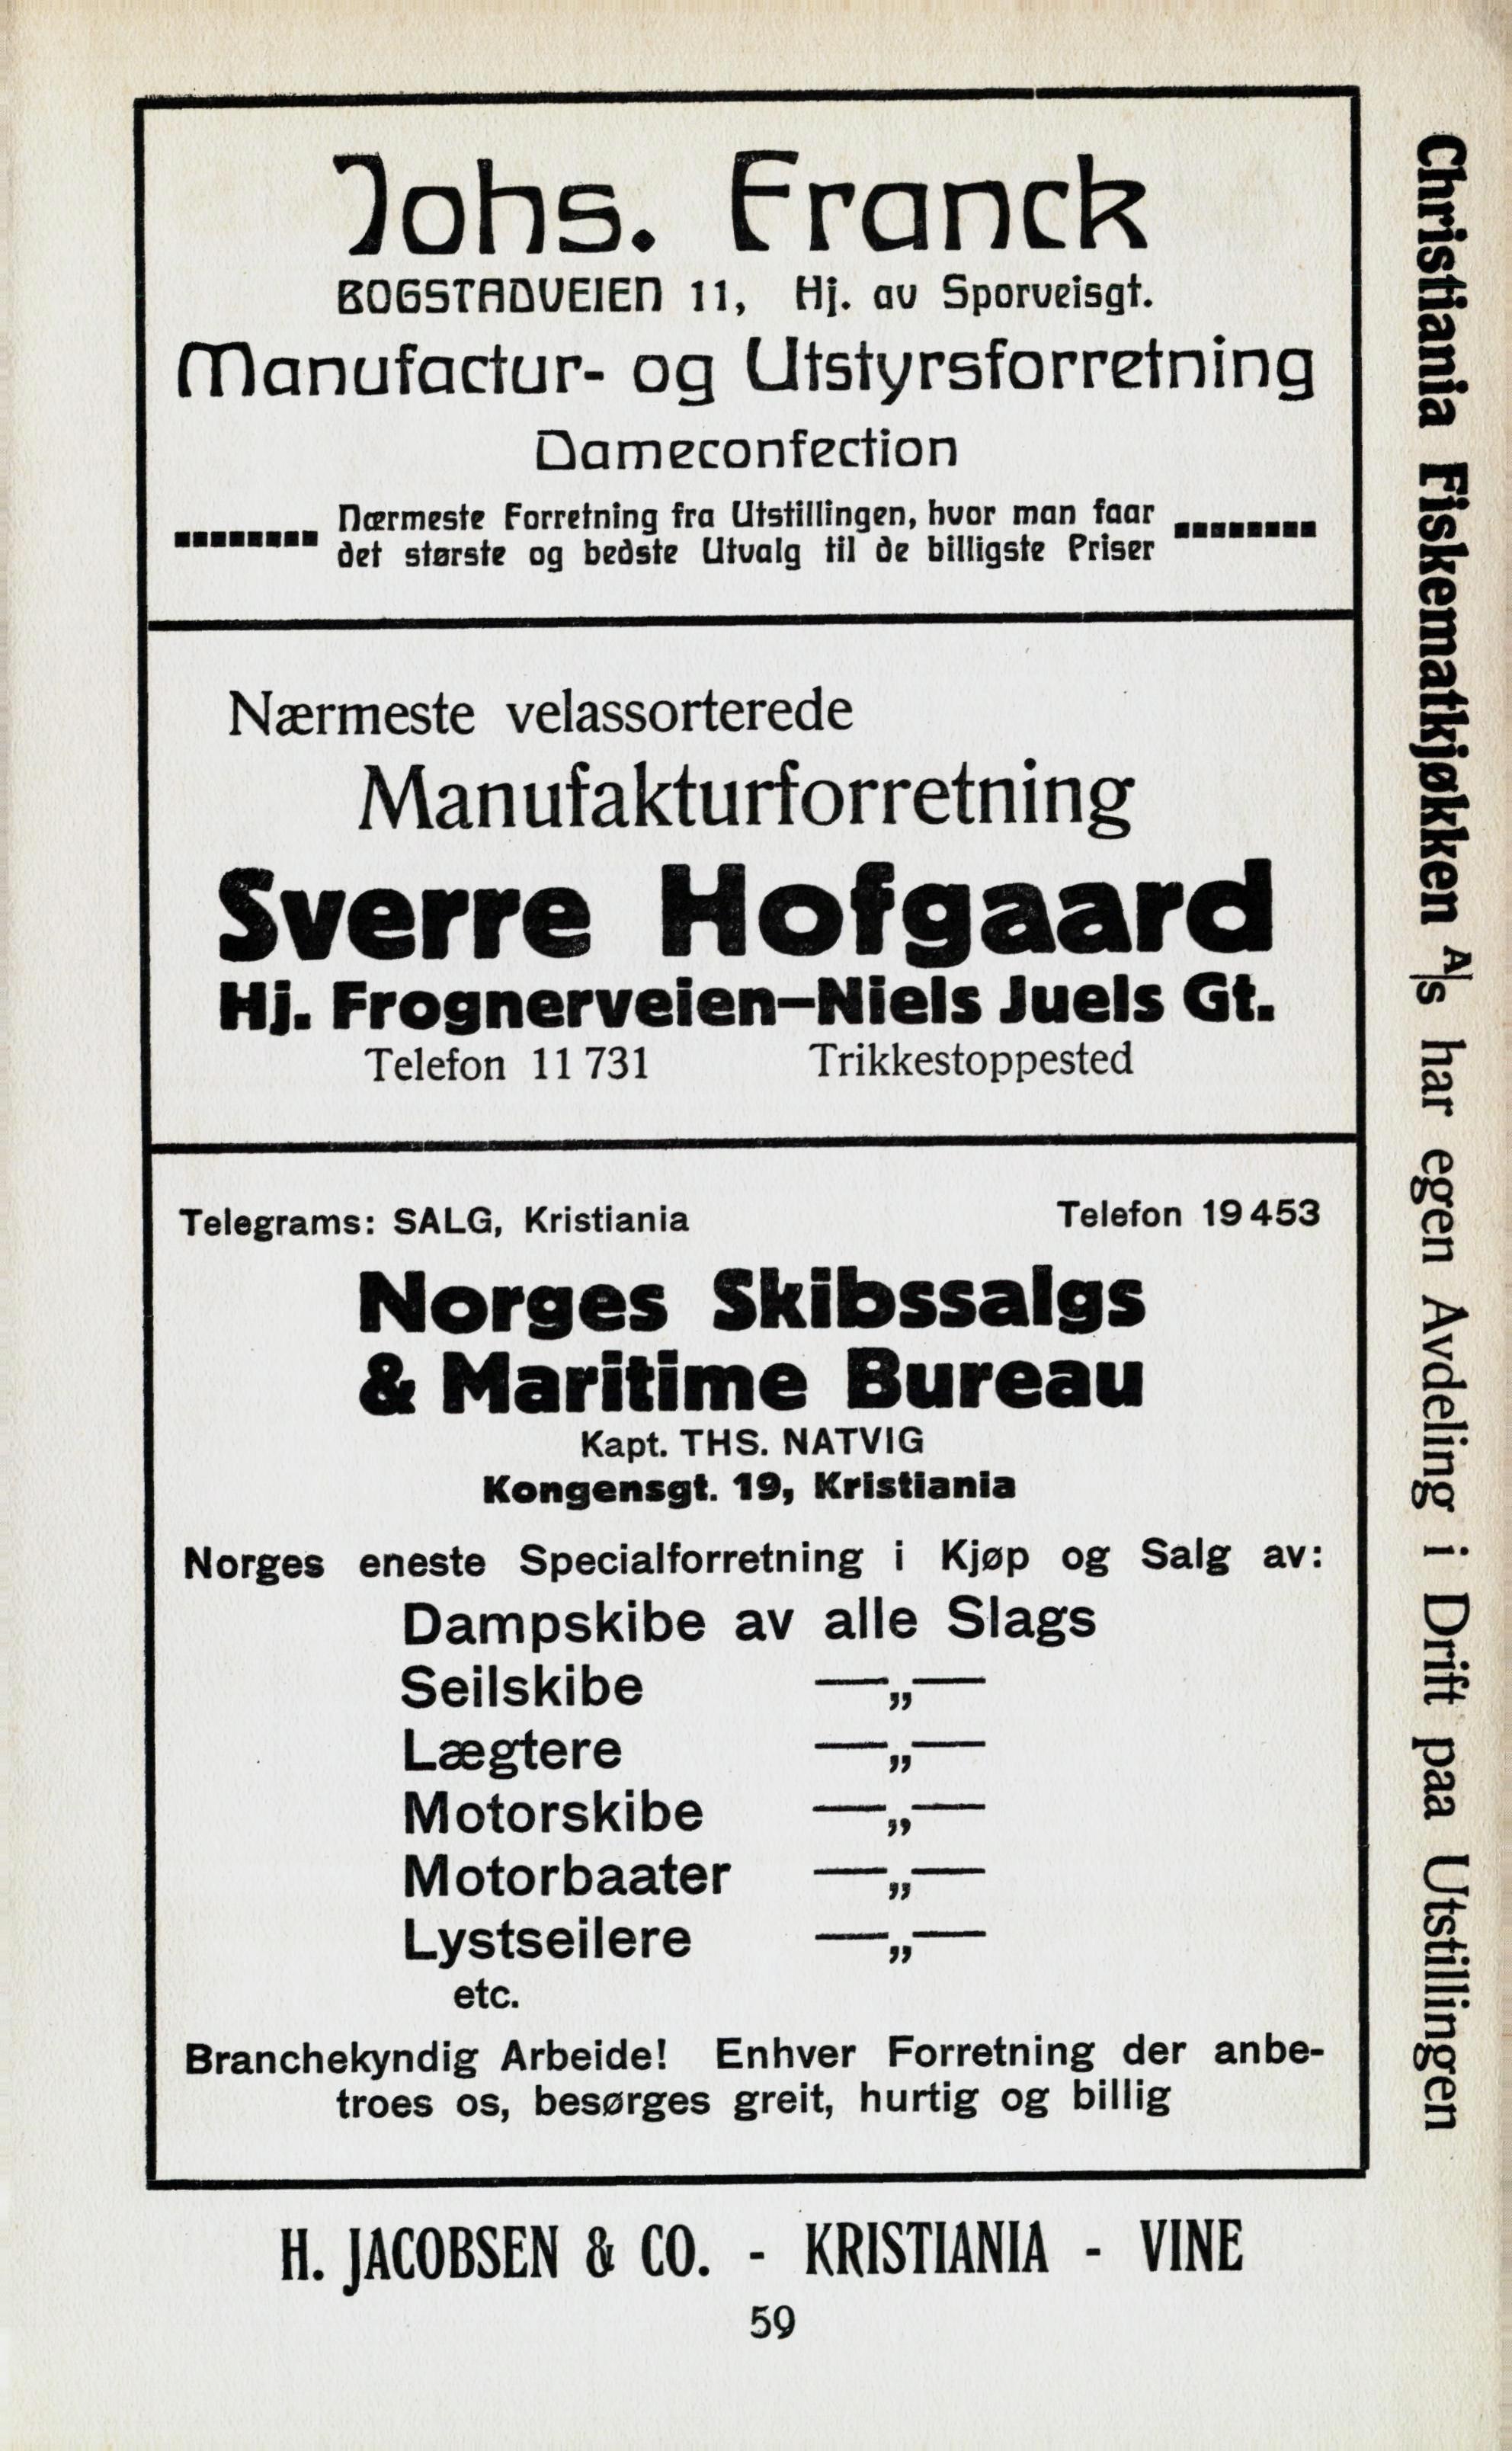 Johs. Franck
BOGSTADVEIEN 11, Hj. av Sporveisgt.
Manufactur- og Utstyrsforretning
Dameconfection
Nærmeste Forretning fra Utstillingen, hvor man faar
det største og bedste Utvalg til de billigste Priser
Nærmeste velassorterede
Manufakturforretning
Sverre Hofgaard
Hj. Frognerveien–Niels Juels Gt.
Telefon 11 731 Trikkestoppested
Telegrams: SALG, Kristiania Telefon 19 453
Norges Skibssalgs
& Maritime Bureau
Kapt. THS. NATVIG
Kongensgt. 19, Kristiania
Norges eneste Specialforretning i Kjøp og Salg av:
Dampskibe av alle Slags
Seilskibe —„—
Lægtere —„—
Motorskibe —„—
Motorbaater —„—
Lystseilere —„—
etc.
Branchekyndig Arbeide! Enhver Forretning der anbe-
troes os, besørges greit, hurtig og billig
H. JACOBSEN & CO. - KRISTIANIA - VINE
59
Christiania Fiskematkjøkken A/s har egen Avdeling i Drift paa Utstillingen